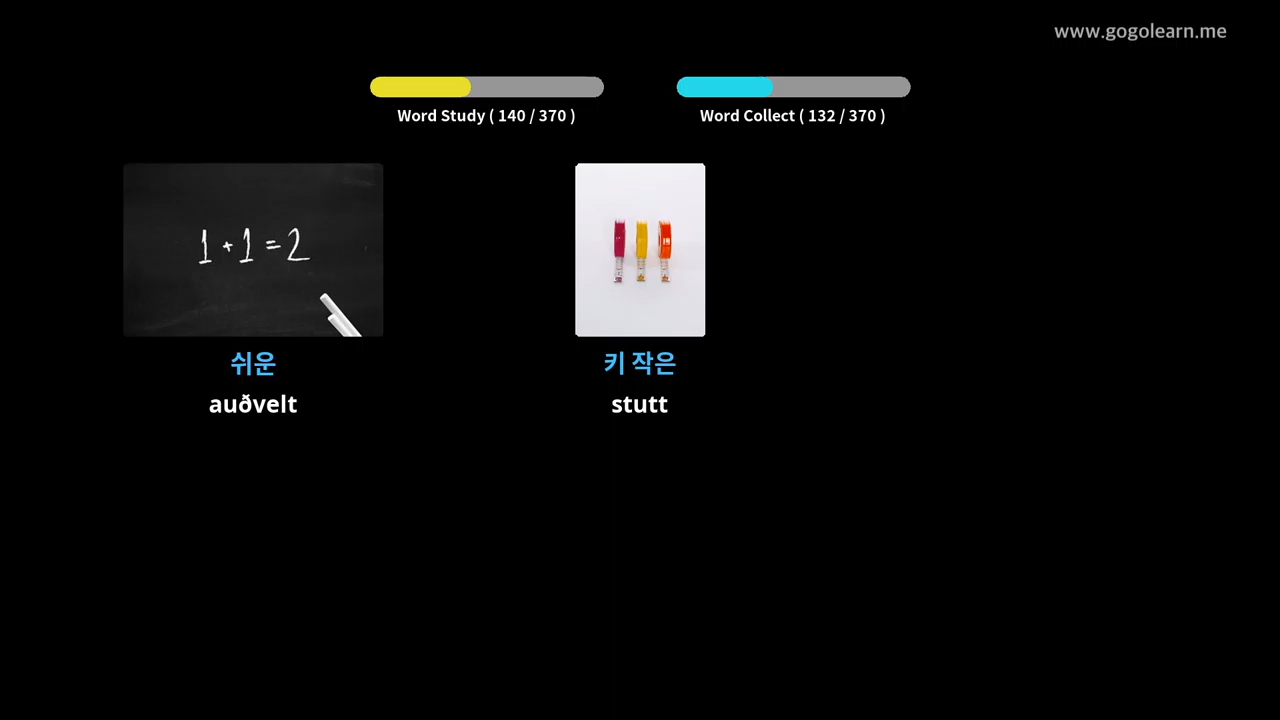 www.gogolearn.me
Word Study ( 140 / 370 )
Word Collect ( 132 / 370 )
1+1=2
쉬운
auðvelt
키 작은
stutt